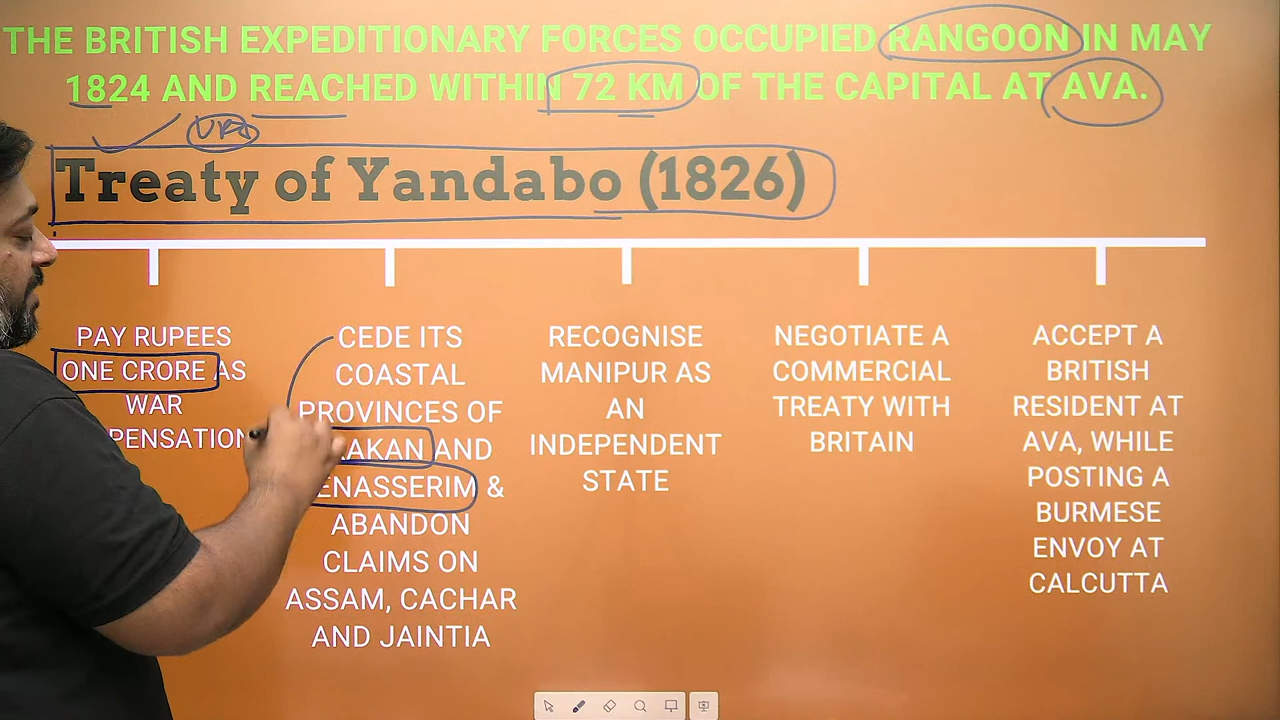 THE BRITISH EXPEDITIONARY FORCES OCCUPIED RANGOON IN MAY
1824 AND REACHED WITHIN 72 KM OF THE CAPITAL AT AVA.
Treaty of Yandabo (1826)
PAY RUPEES
ONE CRORE AS
WAR
CEDE ITS
COASTAL
PROVINCES OF
AND
&
ABANDON
CLAIMS ON
ASSAM, CACHAR
AND JAINTIA
RECOGNISE
MANIPUR AS
AN
INDEPENDENT
STATE
NEGOTIATE A
COMMERCIAL
TREATY WITH
BRITAIN
ACCEPT A
BRITISH
RESIDENT AT
AVA, WHILE
POSTING A
BURMESE
ENVOY AT
CALCUTTA